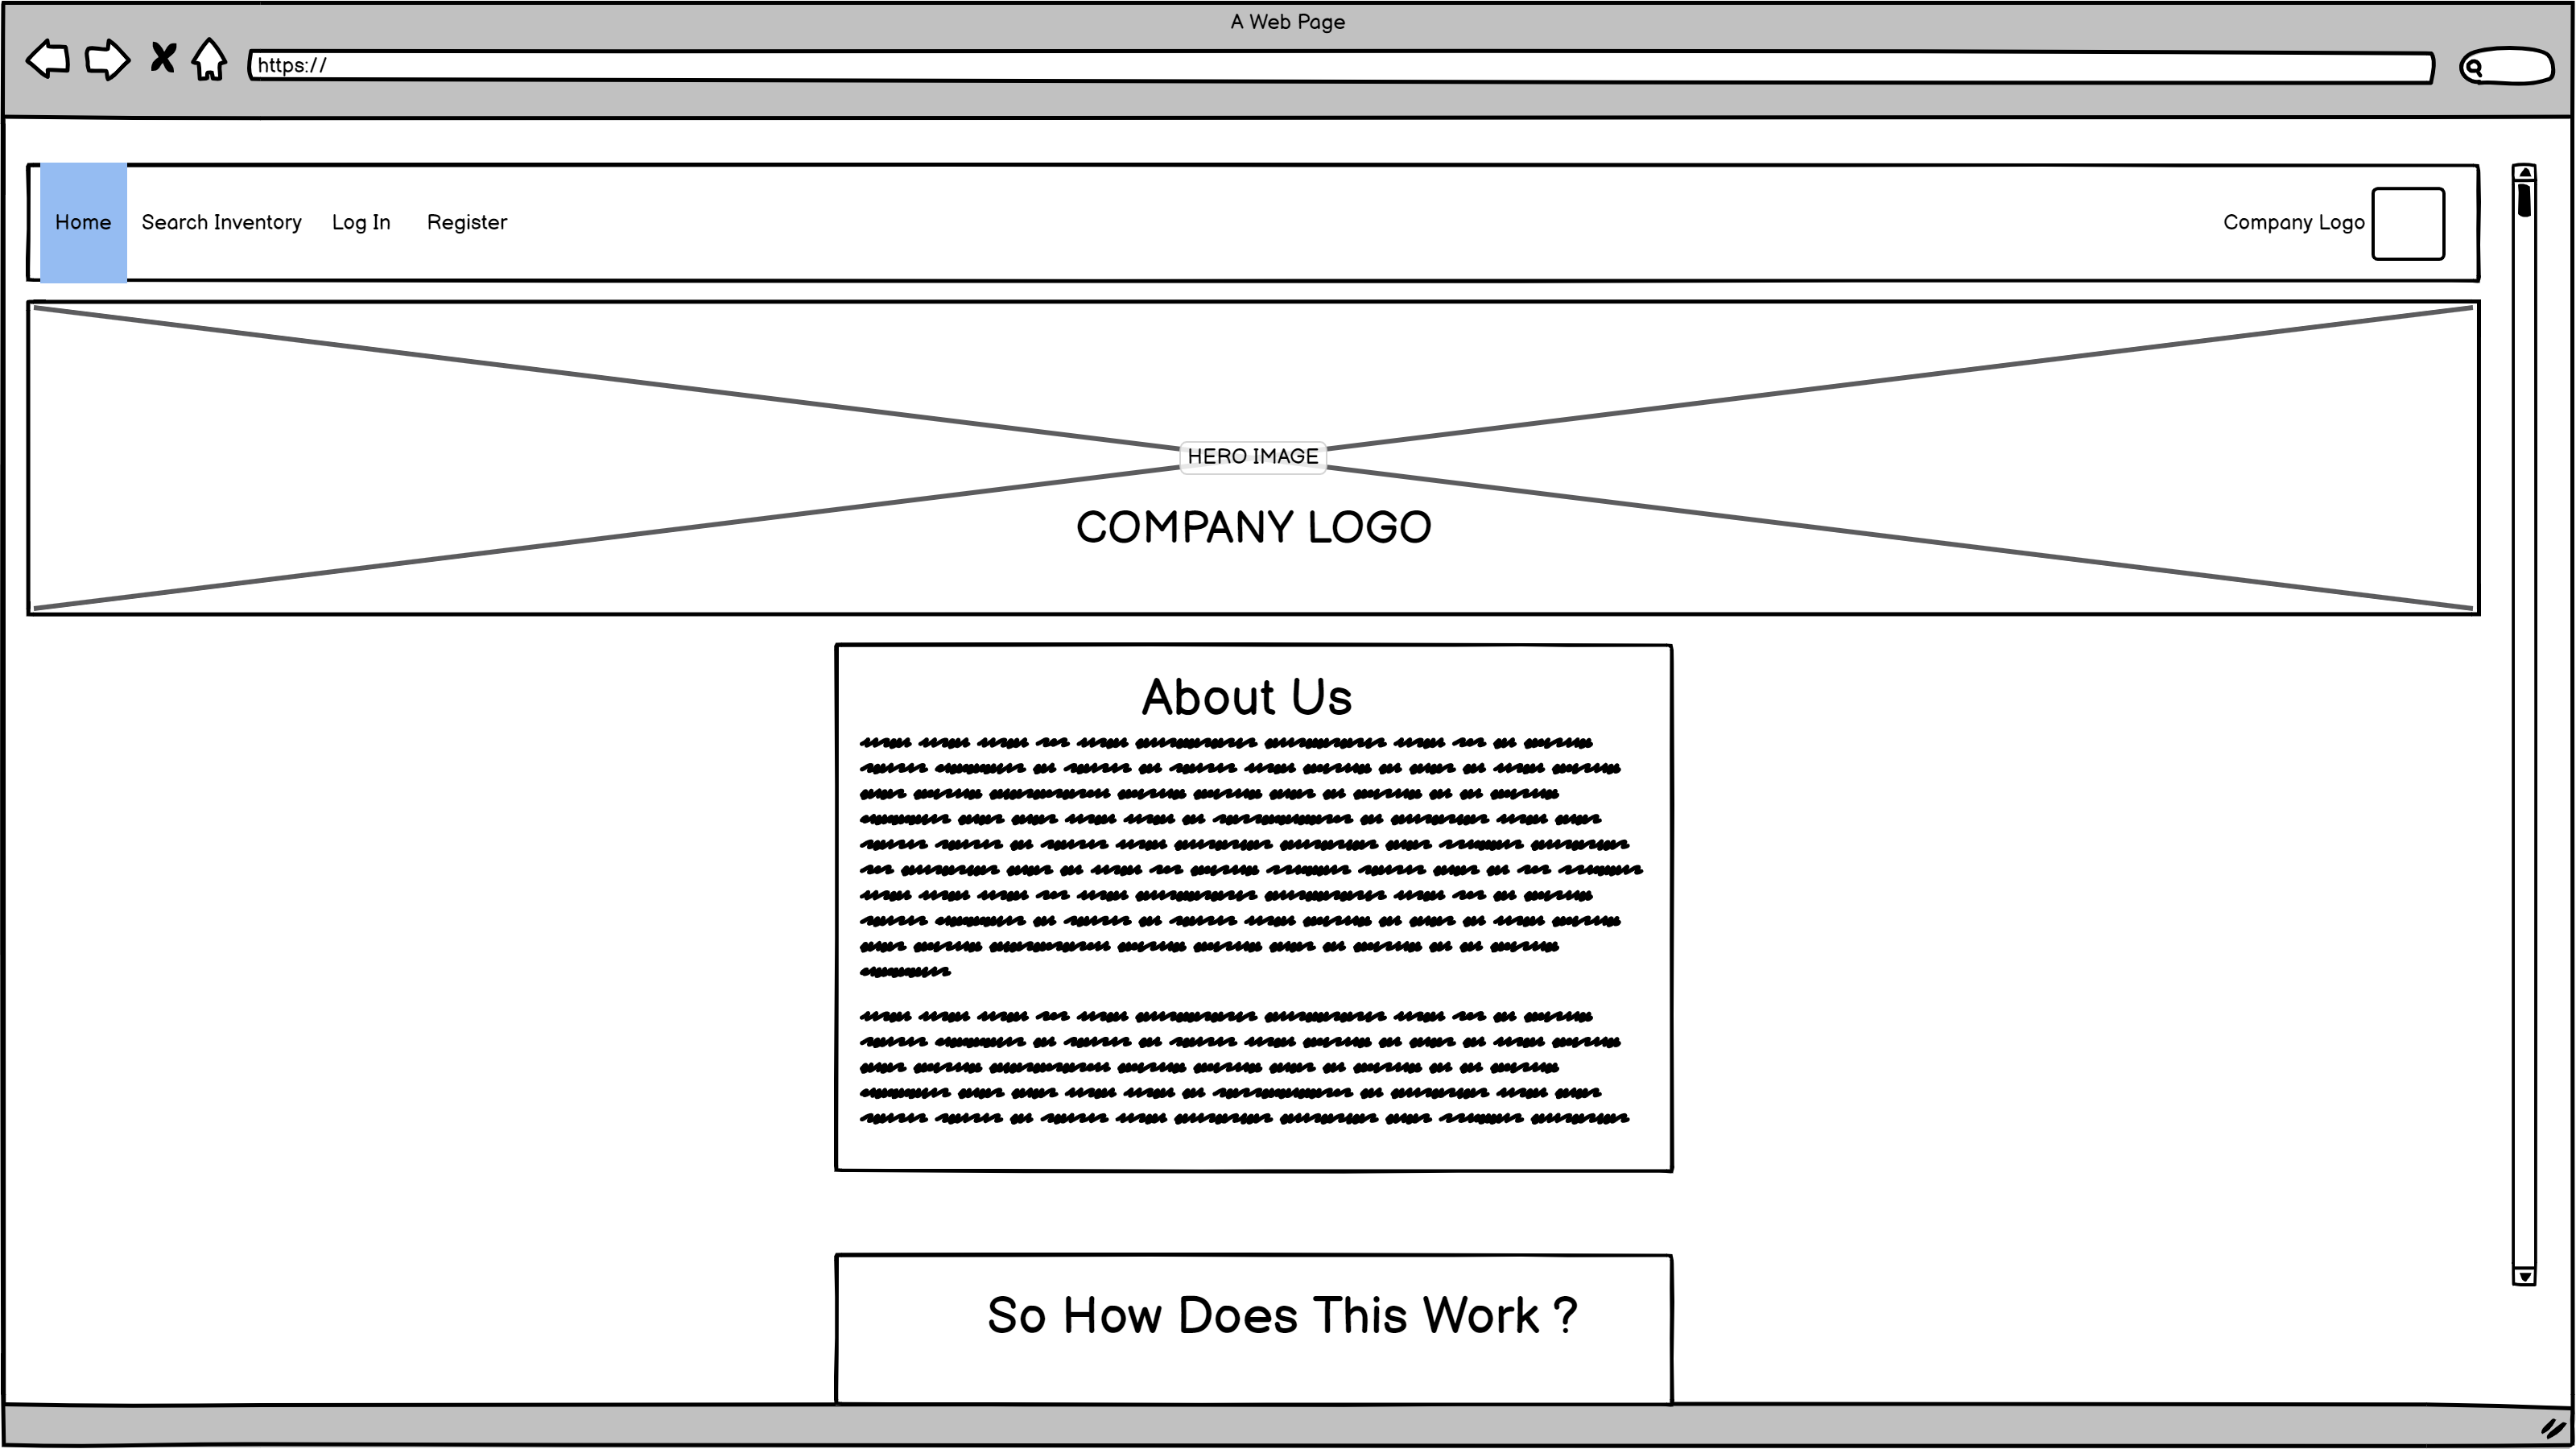 A Web Page
https://
Home Search Inventory Log In Register Company Logo
HERO IMAGE
COMPANY LOGO
About Us
So How Does This Work ?